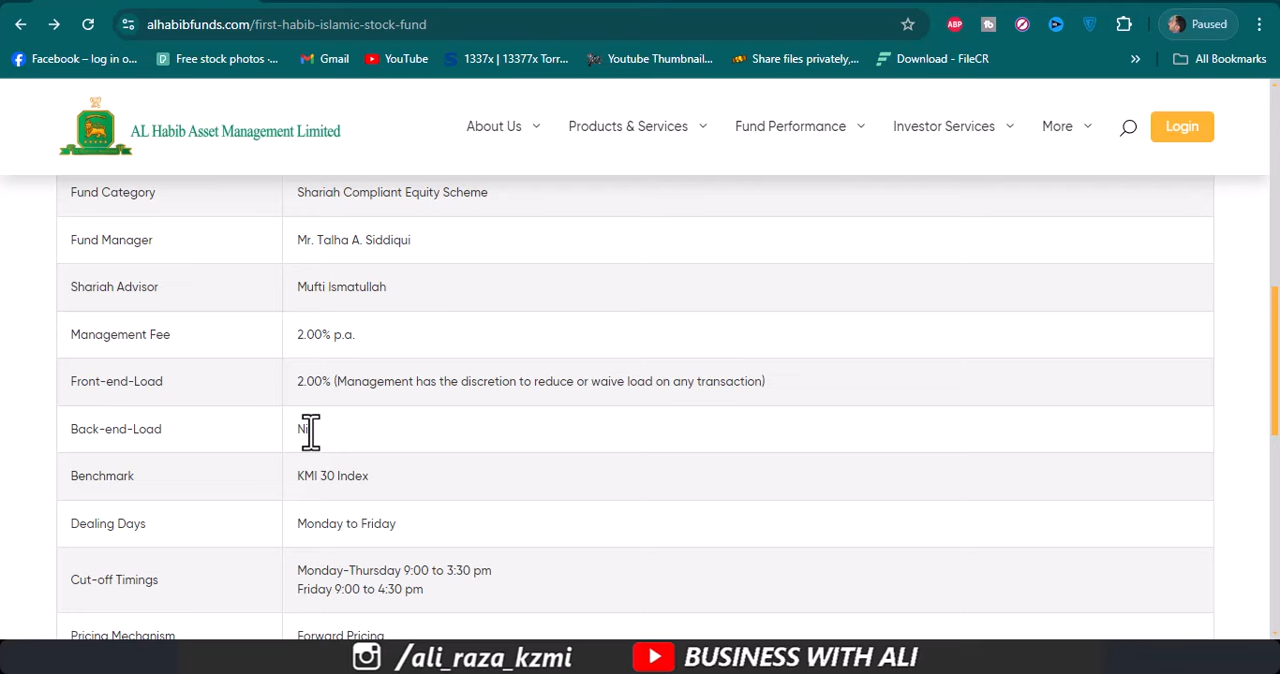 alhabibfunds.com/first-habib-islamic-stock-fund
ABP
Paused
Facebook – log in o...
Free stock photos -...
Gmail
YouTube
1337x | 13377x Torr...
Youtube Thumbnail...
Share files privately,...
Download - FileCR
»
All Bookmarks
AL Habib Asset Management Limited
About Us
Products & Services
Fund Performance
Investor Services
More
Login
Fund Category Shariah Compliant Equity Scheme
Fund Manager Mr. Talha A. Siddiqui
Shariah Advisor Mufti Ismatullah
Management Fee 2.00% p.a.
Front-end-Load 2.00% (Management has the discretion to reduce or waive load on any transaction)
Back-end-Load
Benchmark KMI 30 Index
Dealing Days Monday to Friday
Cut-off Timings Monday-Thursday 9:00 to 3:30 pm
Friday 9:00 to 4:30 pm
Pricing Mechanism Forward Pricing
/ali_raza_kzmi BUSINESS WITH ALI